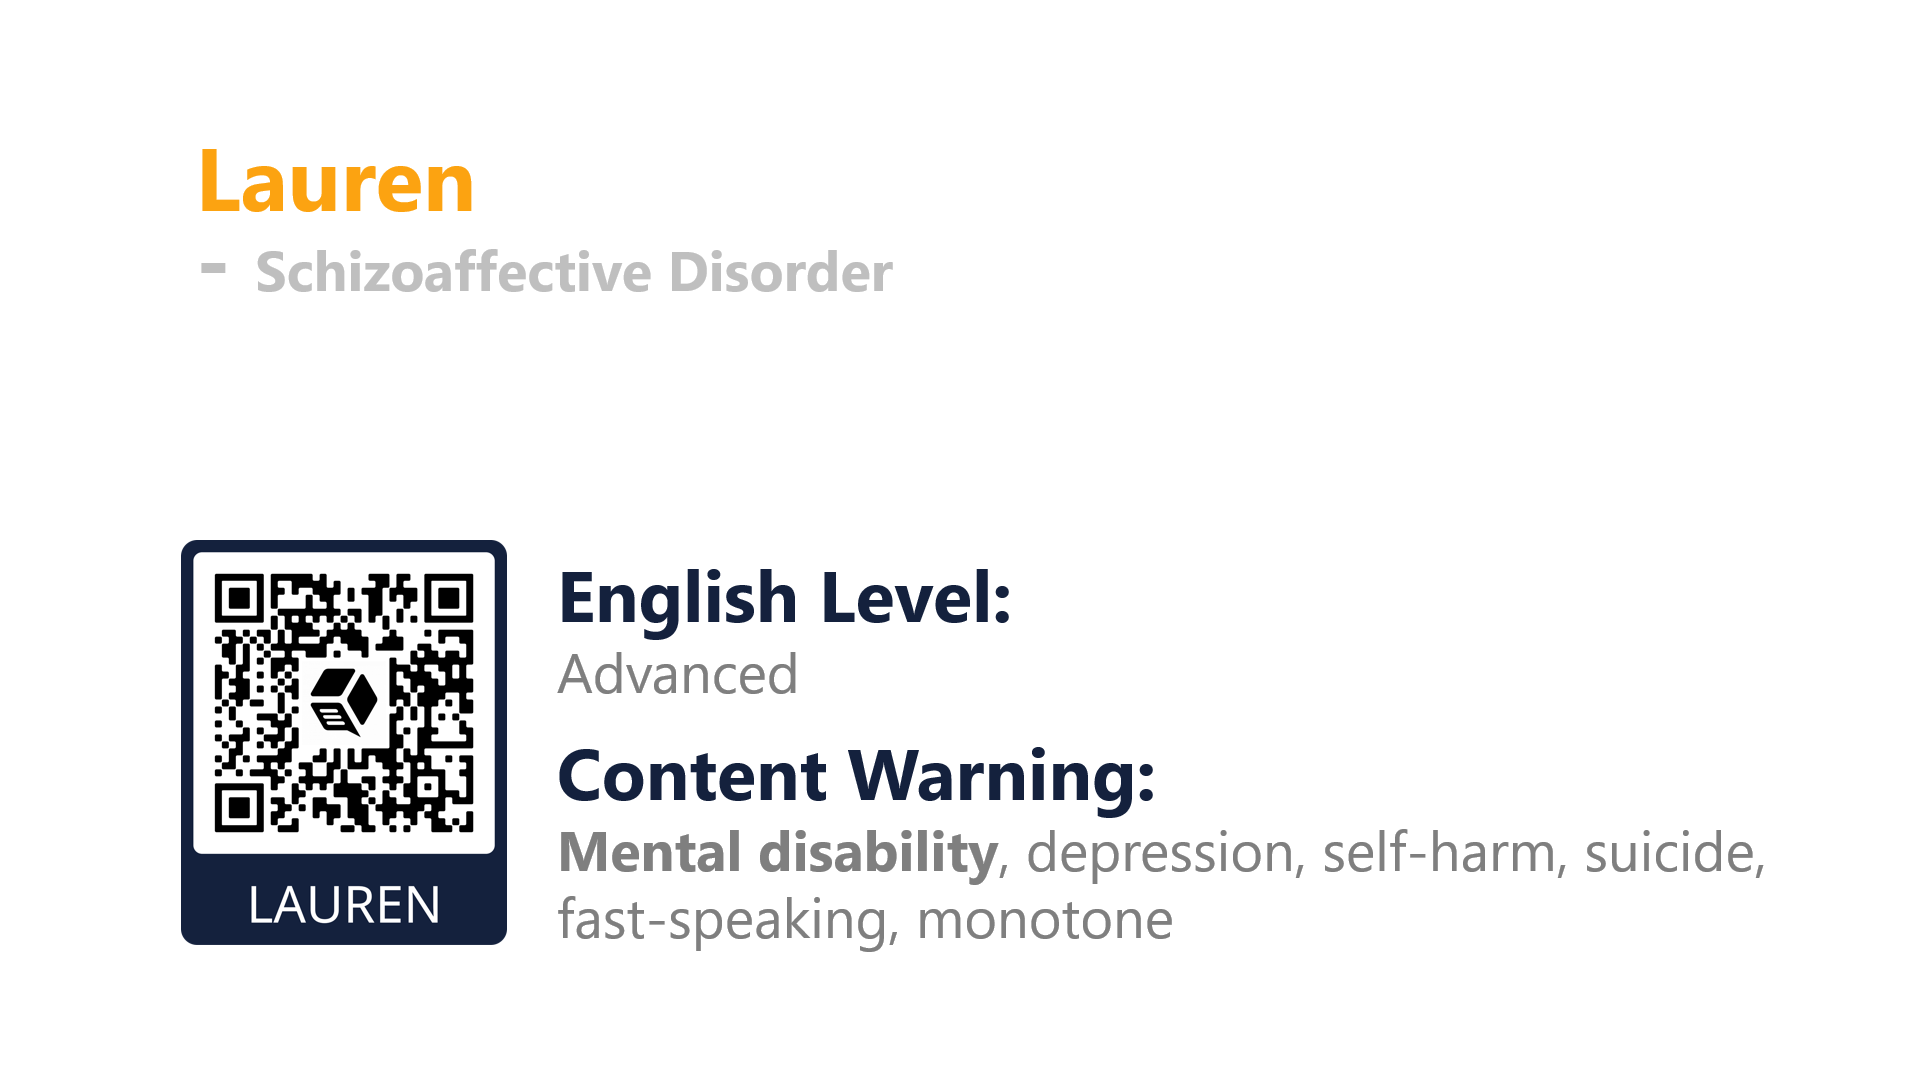 Lauren
- Schizoaffective Disorder
English Level:
Advanced
Content Warning:
Mental disability, depression, self-harm, suicide,
fast-speaking, monotone
LAUREN